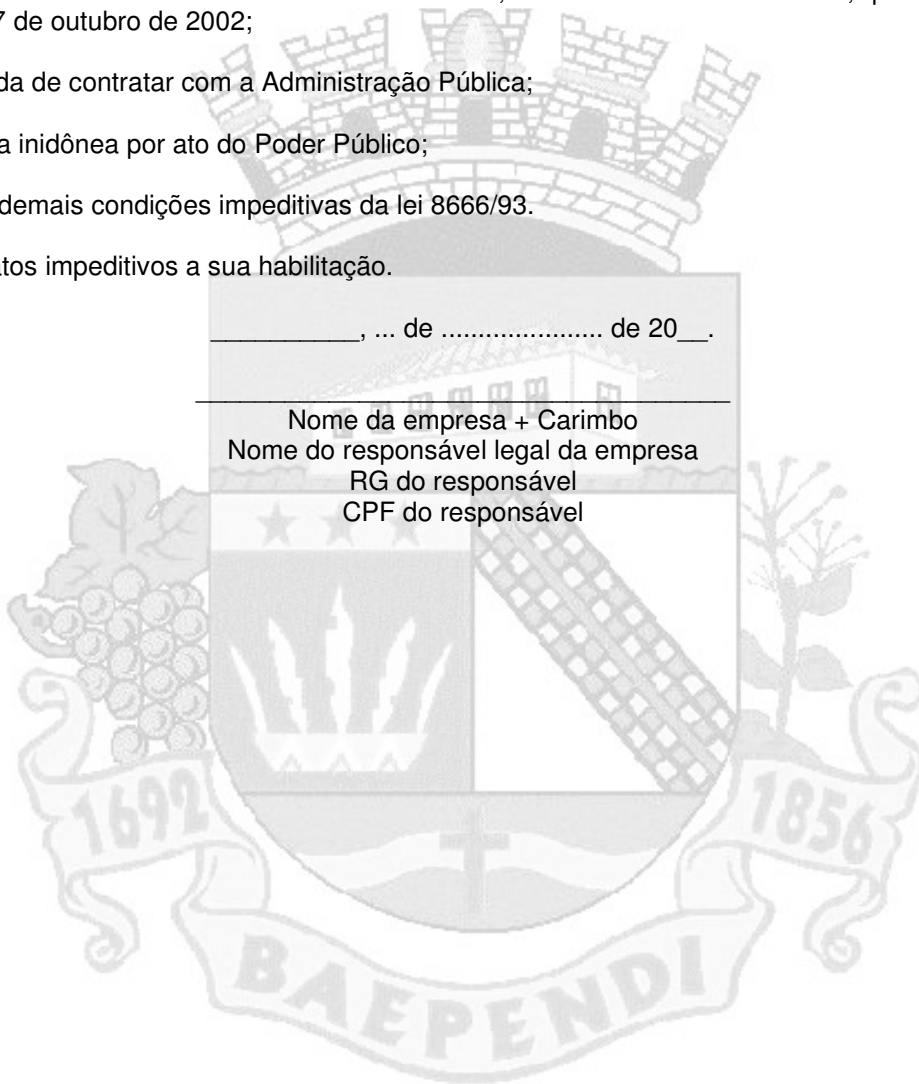 7 de outubro de 2002;
da de contratar com a Administração Pública;
a inidônea por ato do Poder Público;
demais condições impeditivas da lei 8666/93.
atos impeditivos a sua habilitação.
__________, ... de ...................... de 20__.
____________________________________
Nome da empresa + Carimbo
Nome do responsável legal da empresa
RG do responsável
CPF do responsável
1692
1856
BAEPENDI